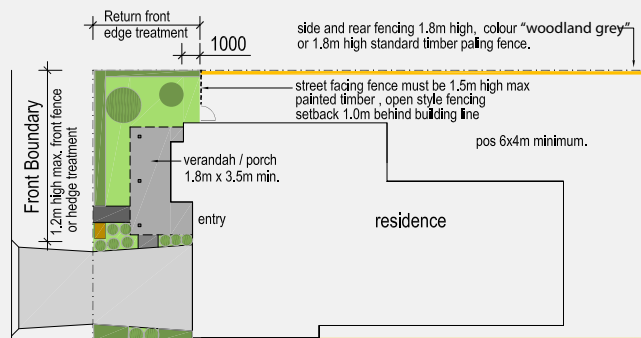 Return front
edge treatment
1000
side and rear fencing 1.8m high, colour "woodland grey"
or 1.8m high standard timber paling fence.
street facing fence must be 1.5m high max
painted timber , open style fencing
setback 1.0m behind building line
pos 6x4m minimum.
Front Boundary
1.2m high max. front fence
or hedge treatment
verandah / porch
1.8m x 3.5m min.
entry
residence